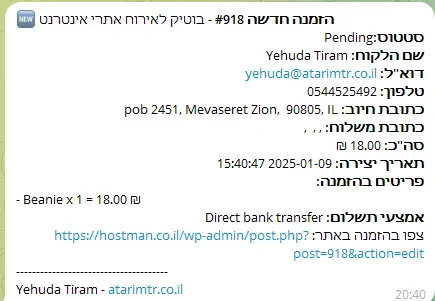 🆕 הזמנה חדשה #918 - בוטיק לאירוח אתרי אינטרנט
סטטוס:Pending
שם הלקוח: Yehuda Tiram
דוא"ל: yehuda@atarimtr.co.il
טלפון: 0544525492
כתובת חיוב: pob 2451, Mevaseret Zion,  90805, IL
כתובת משלוח: , , ,
סה"כ: 18.00 ₪
תאריך יצירה: 2025-01-09 15:40:47
פריטים בהזמנה:
- Beanie x 1 = 18.00 ₪
אמצעי תשלום: Direct bank transfer
צפו בהזמנה באתר: https://hostman.co.il/wp-admin/post.php?
post=918&action=edit
--------------------------------------
Yehuda Tiram - atarimtr.co.il
20:40